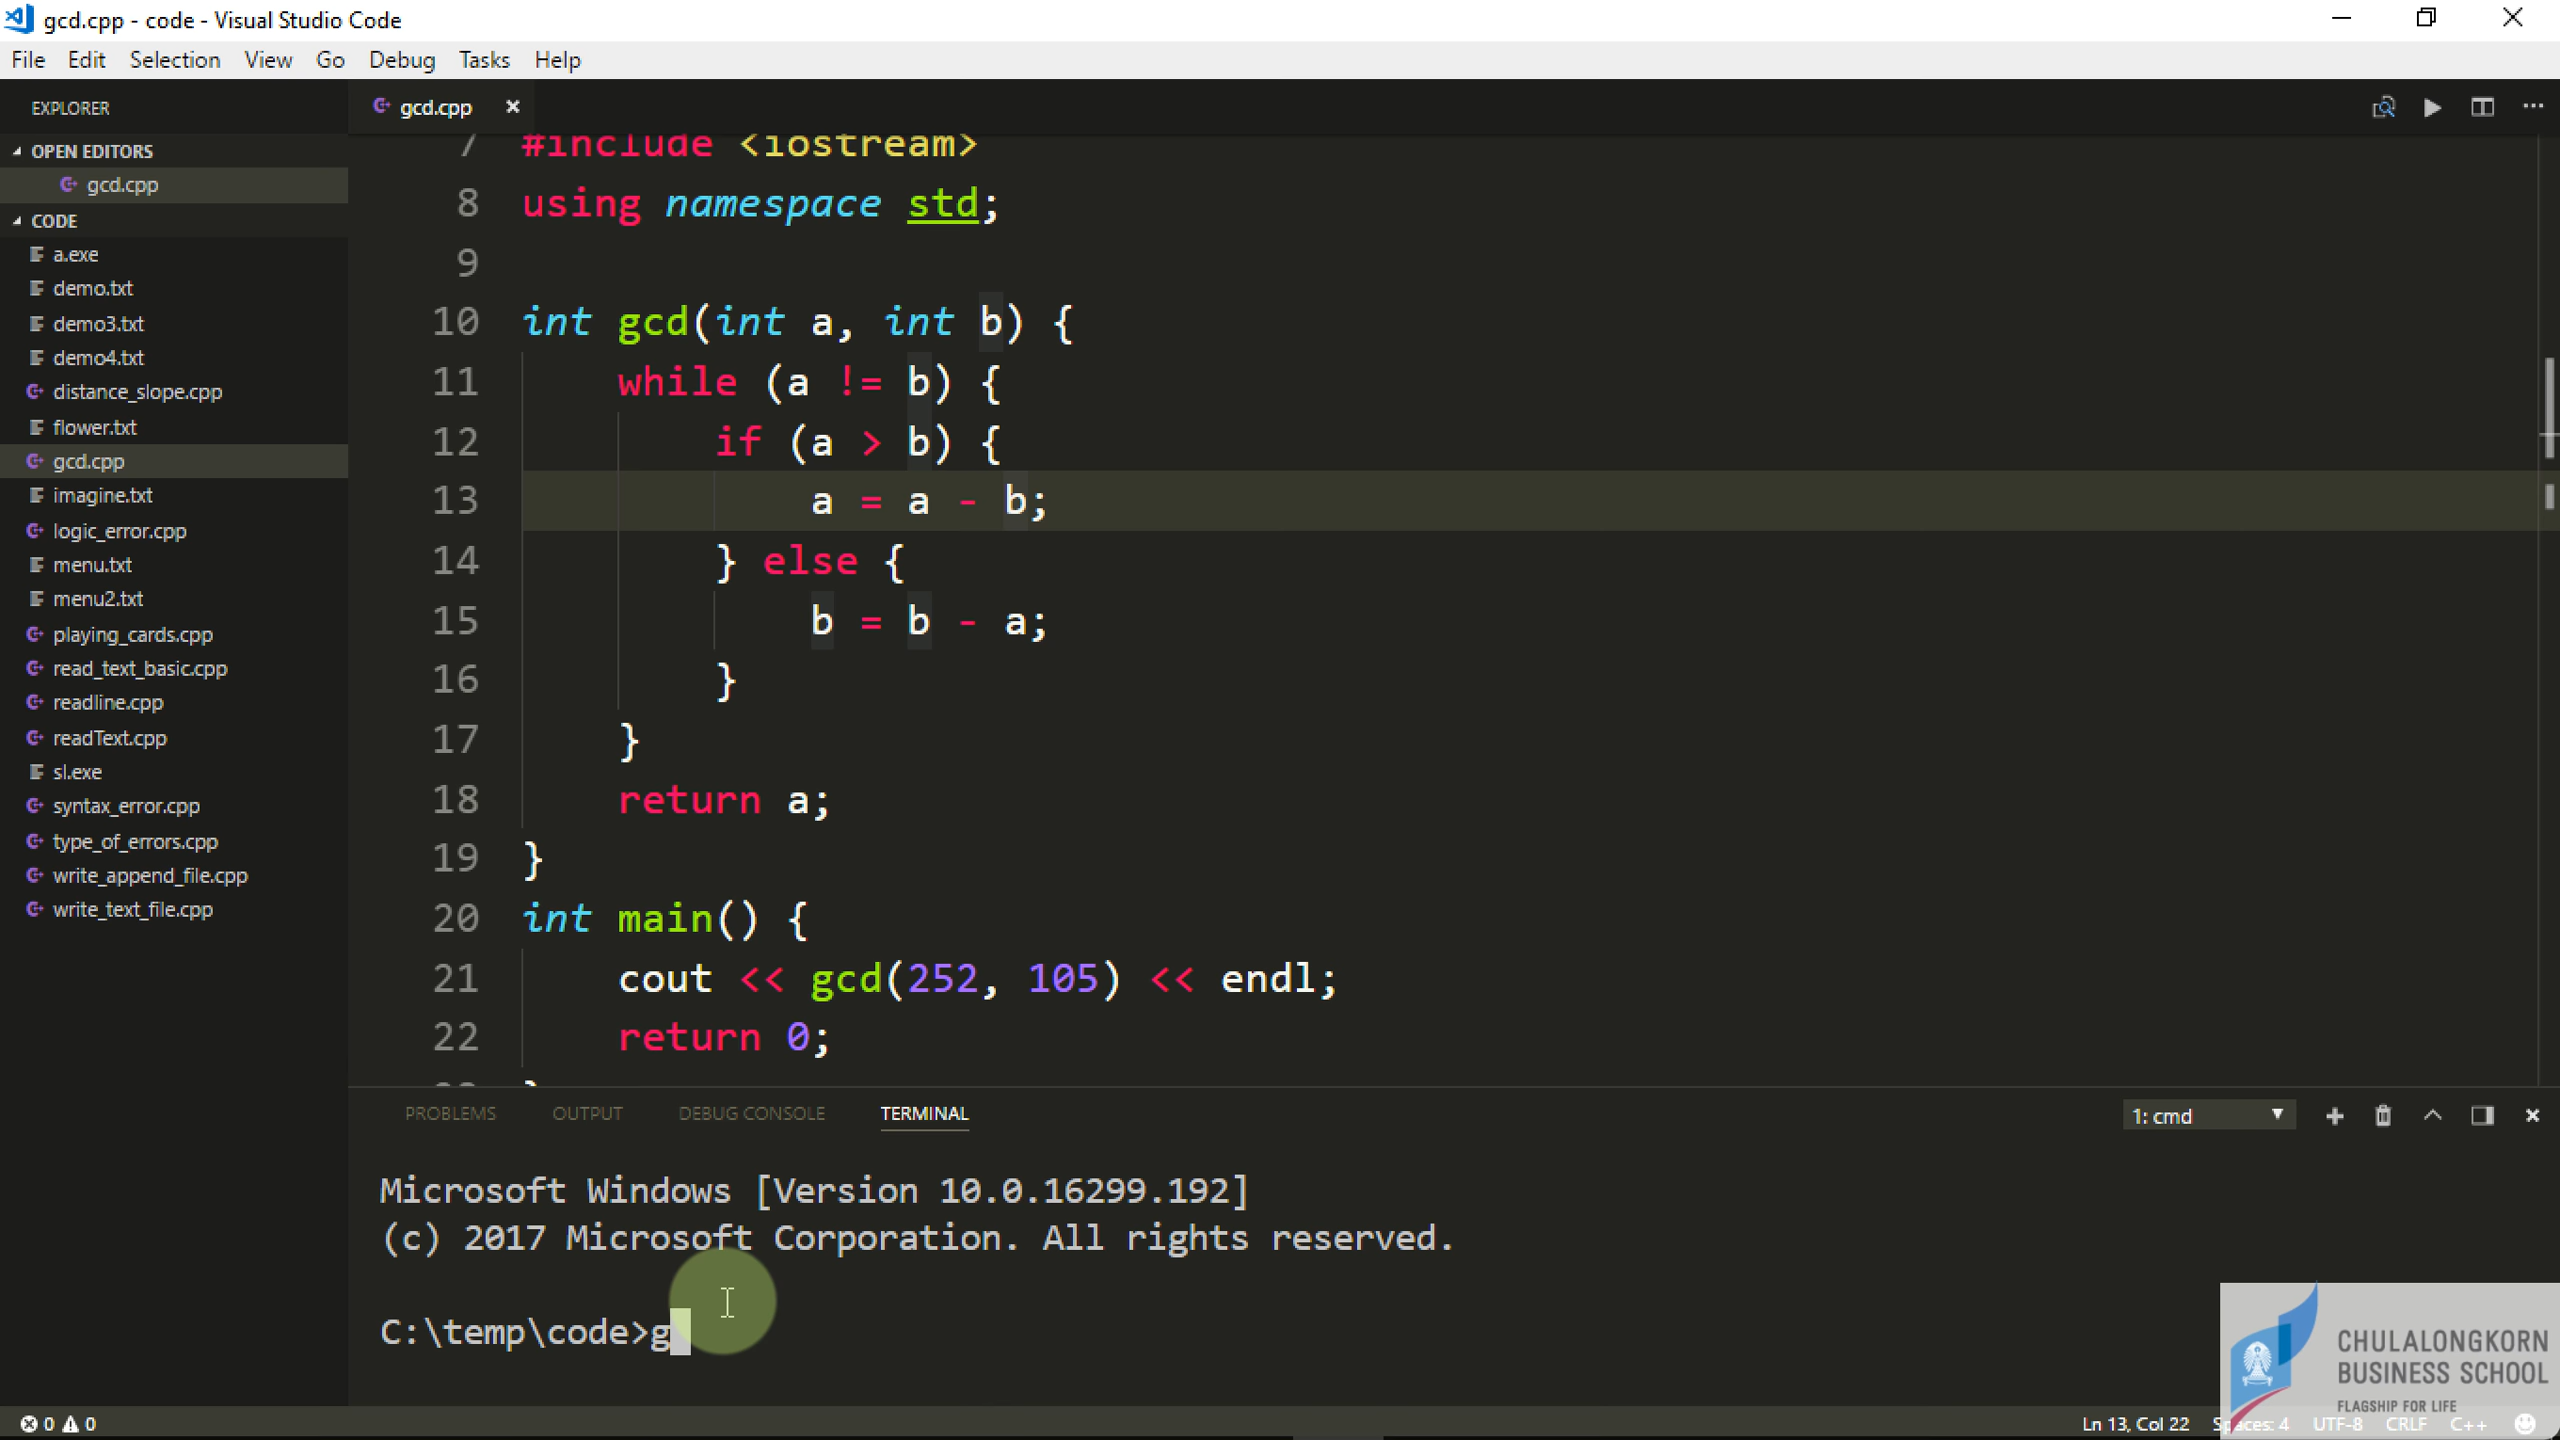 gcd.cpp - code - Visual Studio Code
File Edit Selection View Go Debug Tasks Help
EXPLORER
gcd.cpp
OPEN EDITORS
gcd.cpp
CODE
a.exe
demo.txt
demo3.txt
demo4.txt
distance_slope.cpp
flower.txt
gcd.cpp
imagine.txt
logic_error.cpp
menu.txt
menu2.txt
playing_cards.cpp
read_text_basic.cpp
readline.cpp
readText.cpp
sl.exe
syntax_error.cpp
type_of_errors.cpp
write_append_file.cpp
write_text_file.cpp
7 #include <iostream>
8 using namespace std;
9
10 int gcd(int a, int b) {
11 while (a != b) {
12 if (a > b) {
13 a = a - b;
14 } else {
15 b = b - a;
16 }
17 }
18 return a;
19 }
20 int main() {
21 cout << gcd(252, 105) << endl;
22 return 0;
PROBLEMS OUTPUT DEBUG CONSOLE TERMINAL
1: cmd
Microsoft Windows [Version 10.0.16299.192]
(c) 2017 Microsoft Corporation. All rights reserved.
C:\temp\code>g
CHULALONGKORN
BUSINESS SCHOOL
FLAGSHIP FOR LIFE
0 0
Ln 13, Col 22 Spaces: 4 UTF-8 CRLF C++